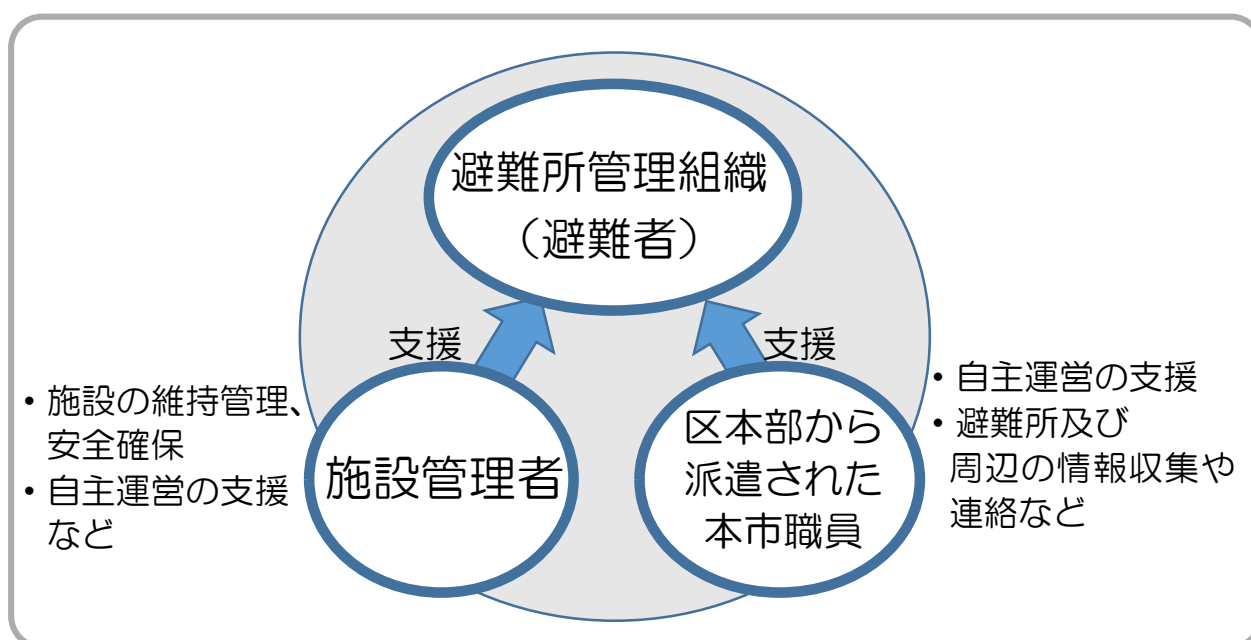 避難所管理組織
（避難者）
支援
支援
・施設の維持管理、
安全確保
・自主運営の支援
など
施設管理者
区本部から
派遣された
本市職員
・自主運営の支援
・避難所及び
周辺の情報収集や
連絡など